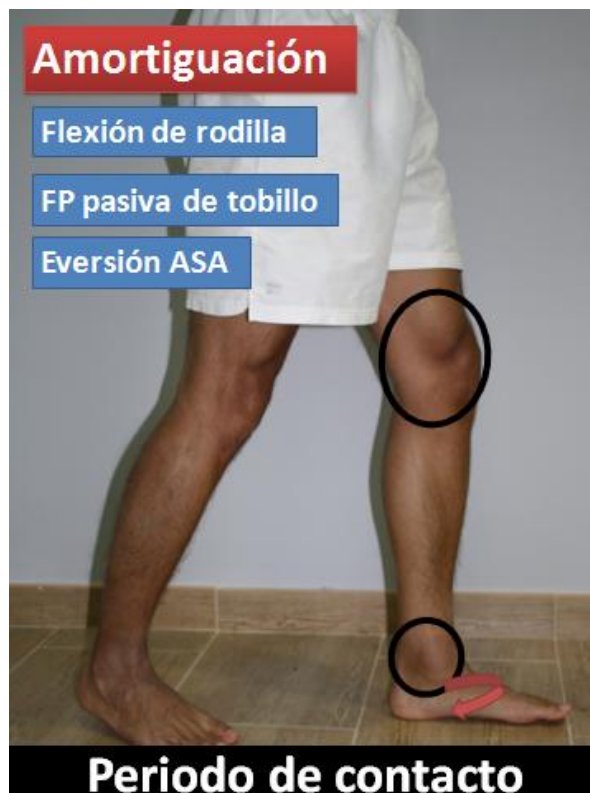 Amortiguación
Flexión de rodilla
FP pasiva de tobillo
Eversión ASA
Periodo de contacto